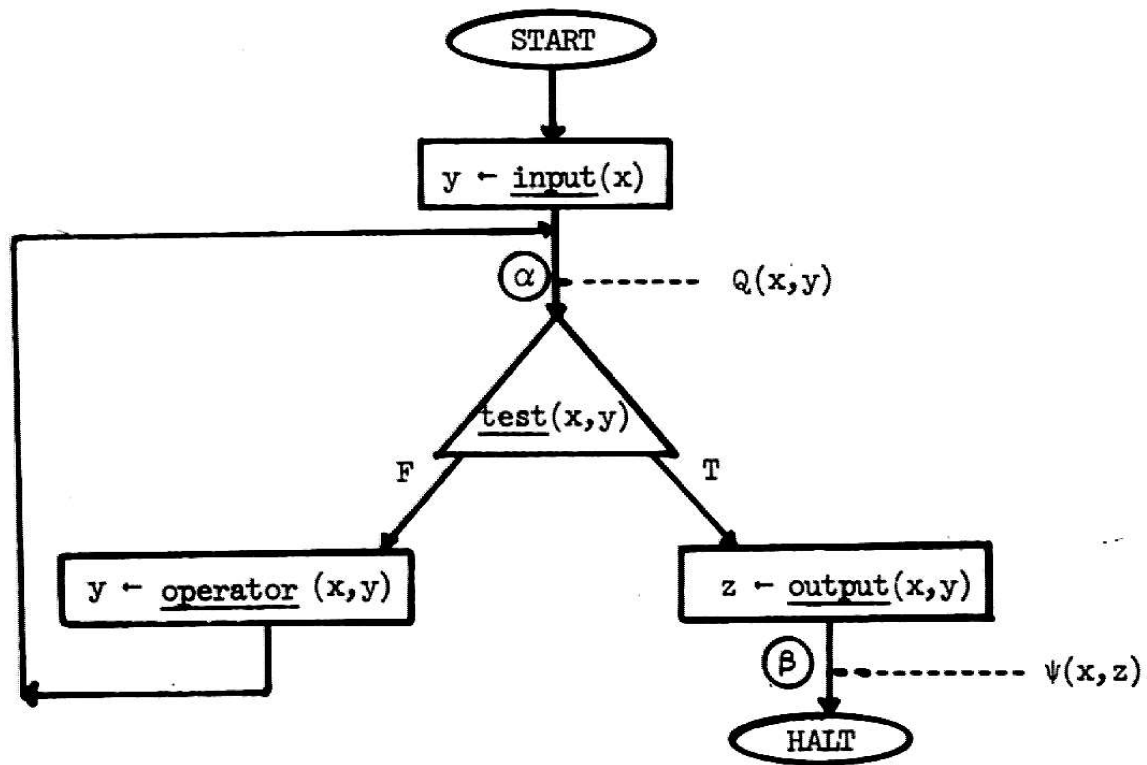 START
y ← input(x)
α
Q(x,y)
test(x,y)
F
T
y ← operator (x,y)
z ← output(x,y)
β
ψ(x,z)
HALT